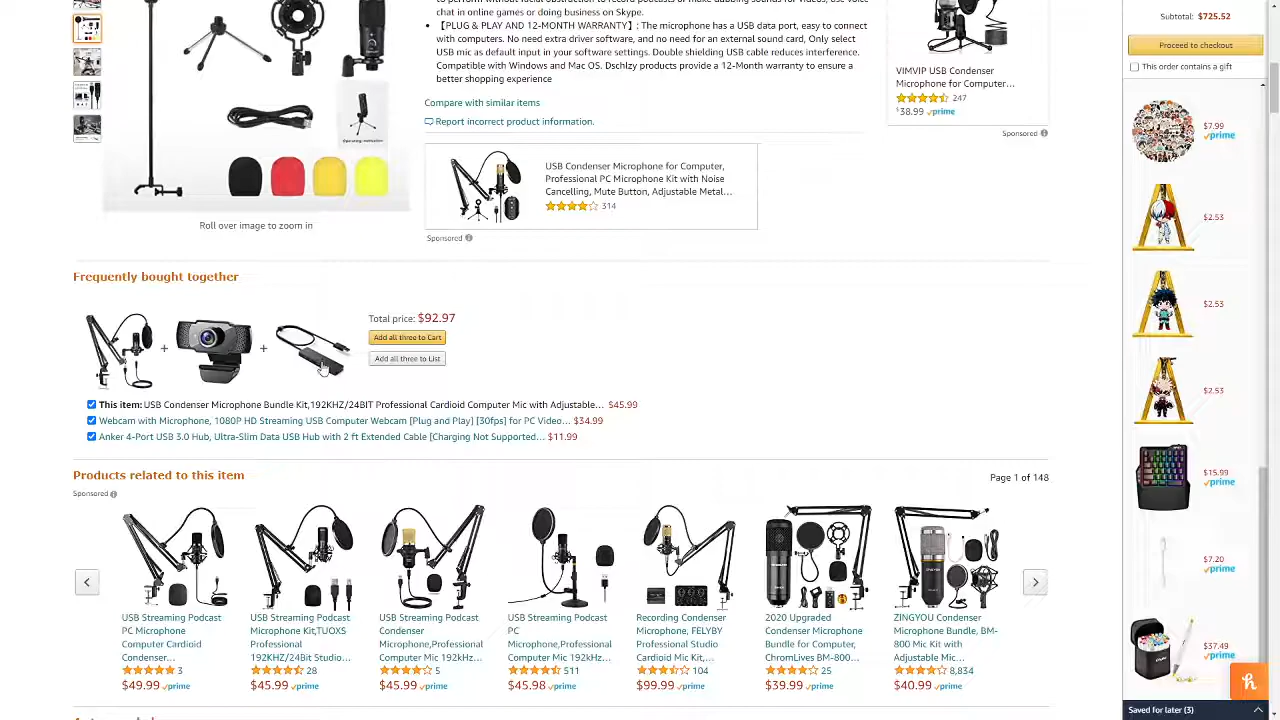 chat in online games or doing business on Skype.
• 【PLUG & PLAY AND 12-MONTH WARRANTY】: The microphone has a USB data port, easy to connect
with computers. No need extra driver software, and no need for an external sound card, Only select
USB mic as default input in your software settings. Double shielding USB cable reduces interference.
Compatible with Windows and Mac OS. Dschlzy products provide a 12-Month warranty to ensure a
better shopping experience
Compare with similar items
Report incorrect product information.
USB Condenser Microphone for Computer,
Professional PC Microphone Kit with Noise
Cancelling, Mute Button, Adjustable Metal...
314
Sponsored
Roll over image to zoom in
VIMVIP USB Condenser
Microphone for Computer...
247
$38.99 prime
Sponsored
Subtotal: $725.52
Proceed to checkout
This order contains a gift
$7.99
prime
$2.53
$2.53
$2.53
$15.99
prime
$7.20
prime
$37.49
prime
Saved for later (3)
Frequently bought together
+
+
Total price: $92.97
Add all three to Cart
Add all three to List
This item: USB Condenser Microphone Bundle Kit,192KHZ/24BIT Professional Cardioid Computer Mic with Adjustable... $45.99
Webcam with Microphone, 1080P HD Streaming USB Computer Webcam [Plug and Play] [30fps] for PC Video... $34.99
Anker 4-Port USB 3.0 Hub, Ultra-Slim Data USB Hub with 2 ft Extended Cable [Charging Not Supported... $11.99
Products related to this item
Page 1 of 148
Sponsored
USB Streaming Podcast
PC Microphone
Computer Cardioid
Condenser...
3
$49.99 prime
USB Streaming Podcast
Microphone Kit,TUOXS
Professional
192KHZ/24Bit Studio...
28
$45.99 prime
USB Streaming Podcast
Condenser
Microphone,Professional
Computer Mic 192kHz...
5
$45.99 prime
USB Streaming Podcast
PC
Microphone,Professional
Computer Mic 192kHz...
511
$45.98 prime
Recording Condenser
Microphone, FELYBY
Professional Studio
Cardioid Mic Kit,...
104
$99.99 prime
2020 Upgraded
Condenser Microphone
Bundle for Computer,
ChromLives BM-800...
25
$39.99 prime
ZINGYOU Condenser
Microphone Bundle, BM-
800 Mic Kit with
Adjustable Mic...
8,834
$40.99 prime